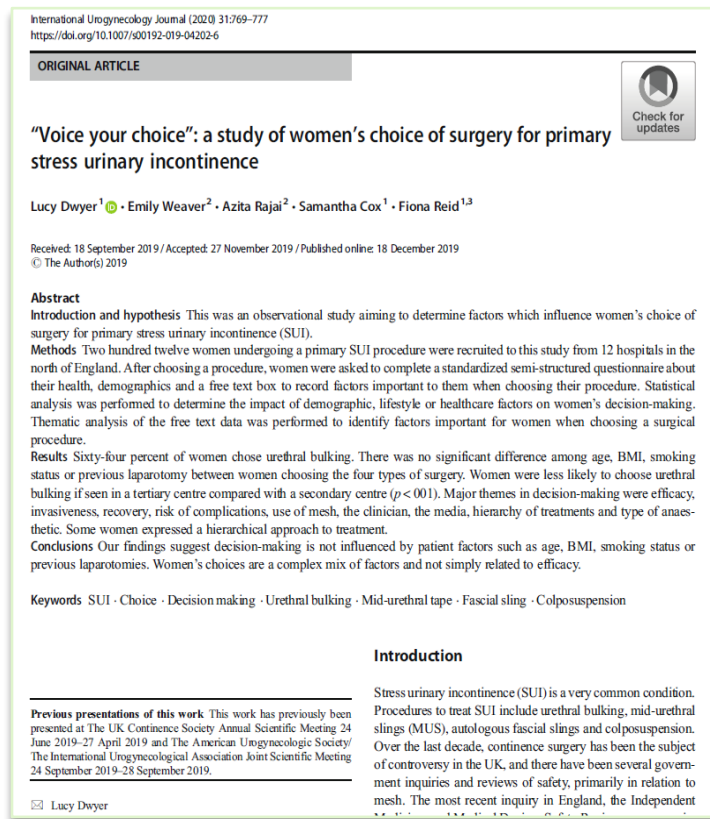 International Urogynecology Journal (2020) 31:769–777
https://doi.org/10.1007/s00192-019-04202-6
ORIGINAL ARTICLE
Check for
updates
“Voice your choice”: a study of women’s choice of surgery for primary
stress urinary incontinence
Lucy Dwyer1 iD · Emily Weaver2 · Azita Rajai2 · Samantha Cox1 · Fiona Reid1,3
Received: 18 September 2019 / Accepted: 27 November 2019 / Published online: 18 December 2019
© The Author(s) 2019
Abstract
Introduction and hypothesis This was an observational study aiming to determine factors which influence women’s choice of
surgery for primary stress urinary incontinence (SUI).
Methods Two hundred twelve women undergoing a primary SUI procedure were recruited to this study from 12 hospitals in the
north of England. After choosing a procedure, women were asked to complete a standardized semi-structured questionnaire about
their health, demographics and a free text box to record factors important to them when choosing their procedure. Statistical
analysis was performed to determine the impact of demographic, lifestyle or healthcare factors on women’s decision-making.
Thematic analysis of the free text data was performed to identify factors important for women when choosing a surgical
procedure.
Results Sixty-four percent of women chose urethral bulking. There was no significant difference among age, BMI, smoking
status or previous laparotomy between women choosing the four types of surgery. Women were less likely to choose urethral
bulking if seen in a tertiary centre compared with a secondary centre (p < 001). Major themes in decision-making were efficacy,
invasiveness, recovery, risk of complications, use of mesh, the clinician, the media, hierarchy of treatments and type of anaes-
thetic. Some women expressed a hierarchical approach to treatment.
Conclusions Our findings suggest decision-making is not influenced by patient factors such as age, BMI, smoking status or
previous laparotomies. Women’s choices are a complex mix of factors and not simply related to efficacy.
Keywords SUI · Choice · Decision making · Urethral bulking · Mid-urethral tape · Fascial sling · Colposuspension
Previous presentations of this work This work has previously been
presented at The UK Continence Society Annual Scientific Meeting 24
June 2019–27 April 2019 and The American Urogynecologic Society/
The International Urogynecological Association Joint Scientific Meeting
24 September 2019–28 September 2019.
Lucy Dwyer
Introduction
Stress urinary incontinence (SUI) is a very common condition.
Procedures to treat SUI include urethral bulking, mid-urethral
slings (MUS), autologous fascial slings and colposuspension.
Over the last decade, continence surgery has been the subject
of controversy in the UK, and there have been several govern-
ment inquiries and reviews of safety, primarily in relation to
mesh. The most recent inquiry in England, the Independent